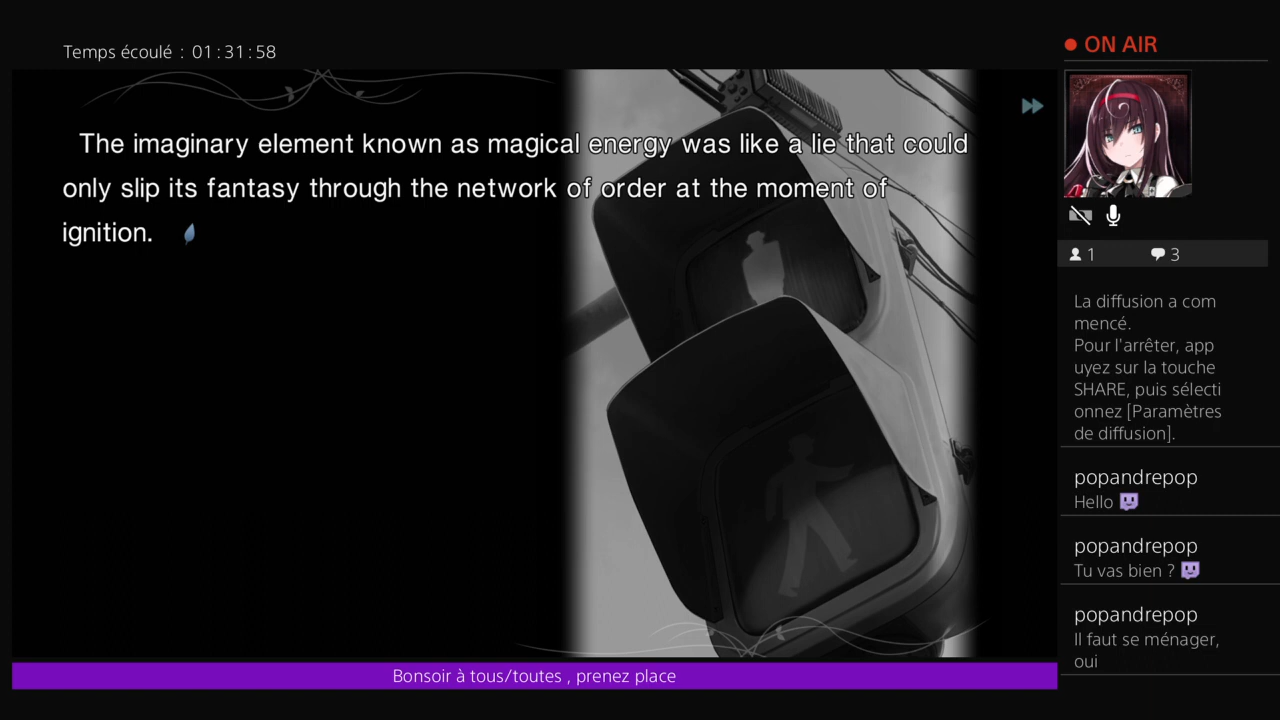 Temps écoulé : 01:31:58
The imaginary element known as magical energy was like a lie that could
only slip its fantasy through the network of order at the moment of
ignition.
Bonsoir à tous/toutes , prenez place
ON AIR
1 3
La diffusion a com
mencé.
Pour l'arrêter, app
uyez sur la touche
SHARE, puis sélecti
onnez [Paramètres
de diffusion].
popandrepop
Hello
popandrepop
Tu vas bien ?
popandrepop
Il faut se ménager,
oui